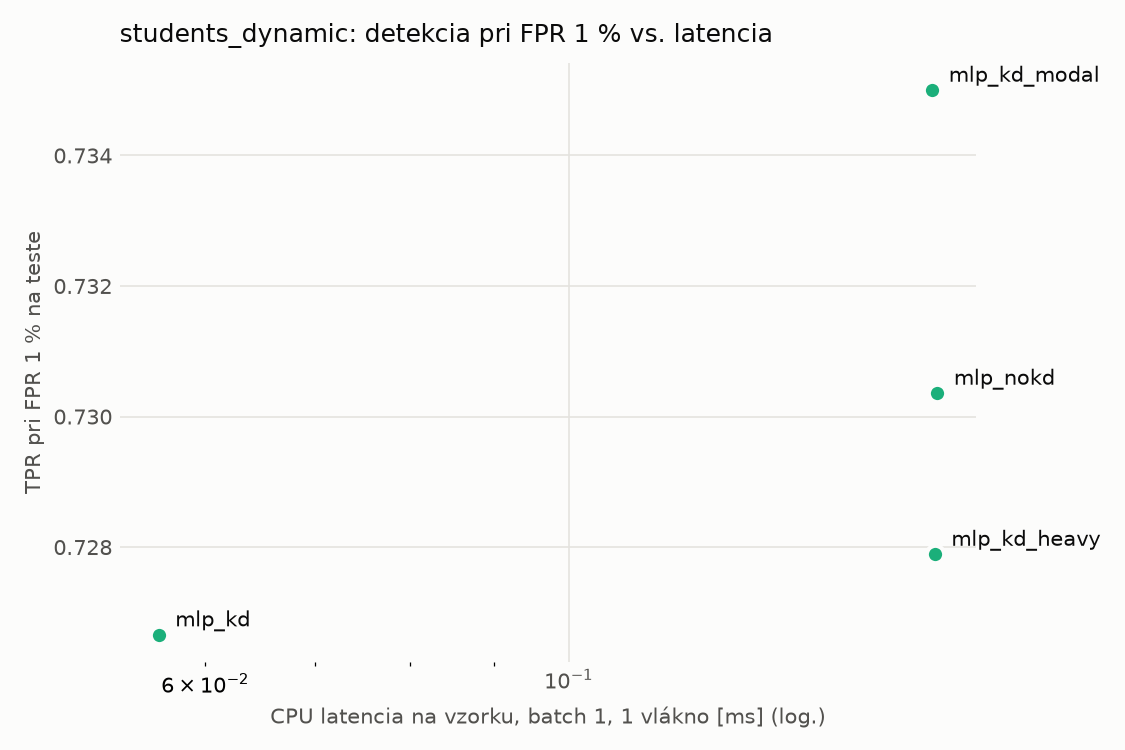 students_dynamic: detekcia pri FPR 1 % vs. latencia
mlp_kd_modal
0.734
0.732
mlp_nokd
0.730
mlp_kd_heavy
0.728
mlp_kd
TPR pri FPR 1 % na teste
6 × 10⁻²
10⁻¹
CPU latencia na vzorku, batch 1, 1 vlákno [ms] (log.)